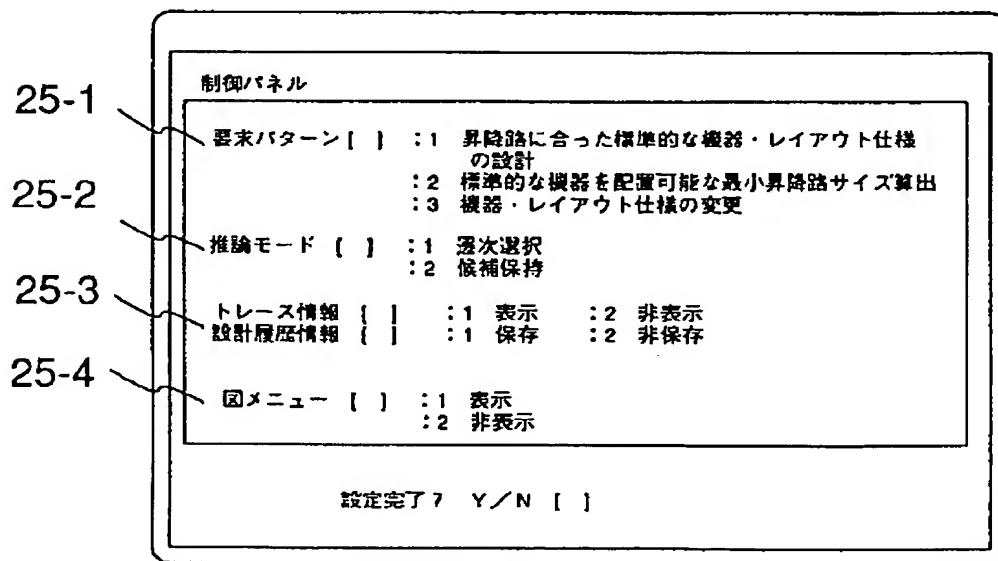 制御パネル
25-1
要求パターン[ ] :1 昇降路に合った標準的な機器・レイアウト仕様
の設計
:2 標準的な機器を配置可能な最小昇降路サイズ算出
:3 機器・レイアウト仕様の変更
25-2
推論モード [ ] :1 逐次選択
:2 候補保持
25-3
トレース情報 [ ] :1 表示 :2 非表示
設計履歴情報 [ ] :1 保存 :2 非保存
25-4
図メニュー [ ] :1 表示
:2 非表示
設定完了? Y/N [ ]